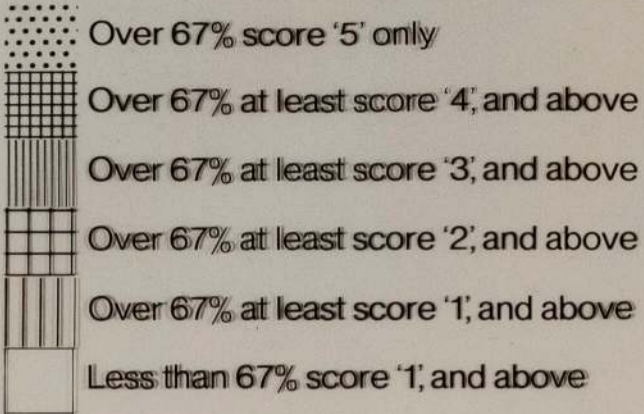 Over 67% score ‘5’ only
Over 67% at least score ‘4’, and above
Over 67% at least score ‘3’, and above
Over 67% at least score ‘2’, and above
Over 67% at least score ‘1’, and above
Less than 67% score ‘1’, and above